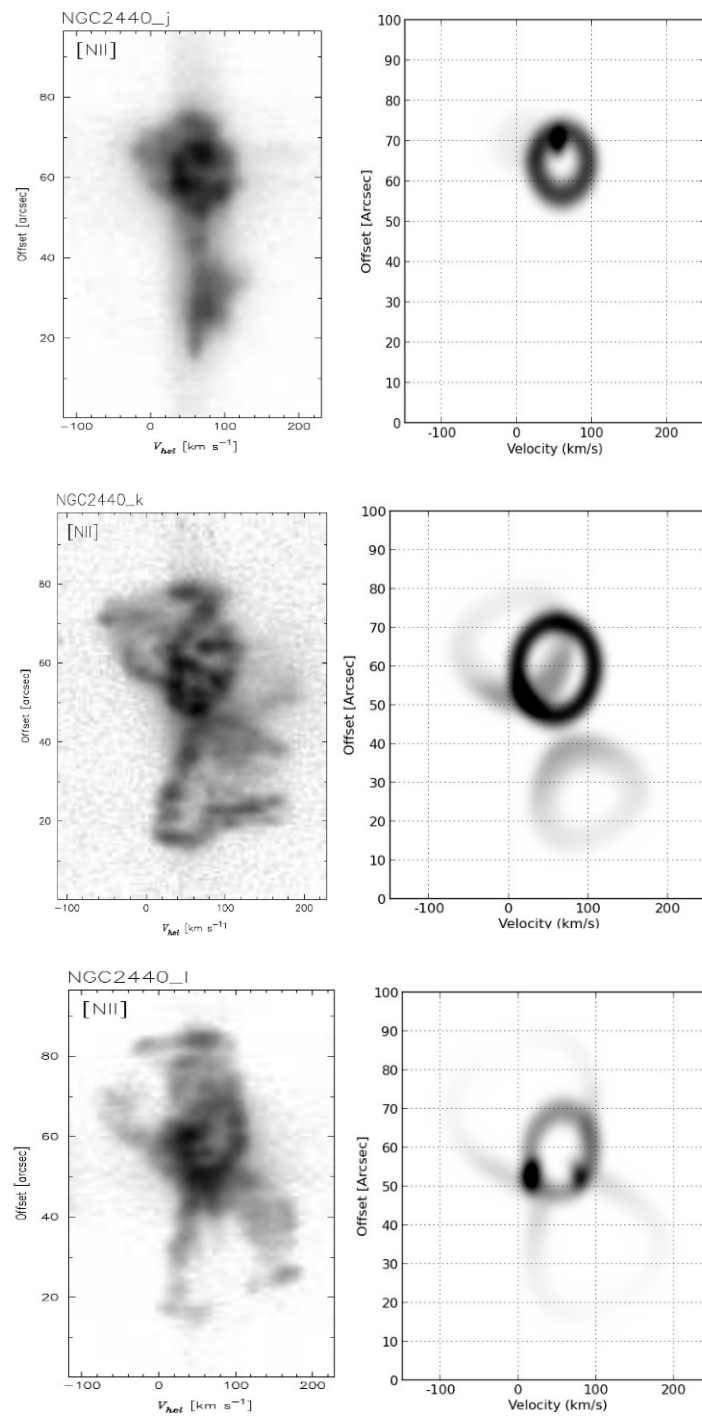 NGC2440_j
[NII]
80
60
40
20
Offset [arcsec]
−100 0 100 200
V_hel [km s⁻¹]
100
90
80
70
60
50
40
30
20
10
0
Offset [Arcsec]
-100 0 100 200
Velocity (km/s)
NGC2440_k
[NII]
80
60
40
20
Offset [arcsec]
−100 0 100 200
V_hel [km s⁻¹]
100
90
80
70
60
50
40
30
20
10
0
Offset [Arcsec]
-100 0 100 200
Velocity (km/s)
NGC2440_l
[NII]
80
60
40
20
Offset [arcsec]
−100 0 100 200
V_hel [km s⁻¹]
100
90
80
70
60
50
40
30
20
10
0
Offset [Arcsec]
-100 0 100 200
Velocity (km/s)